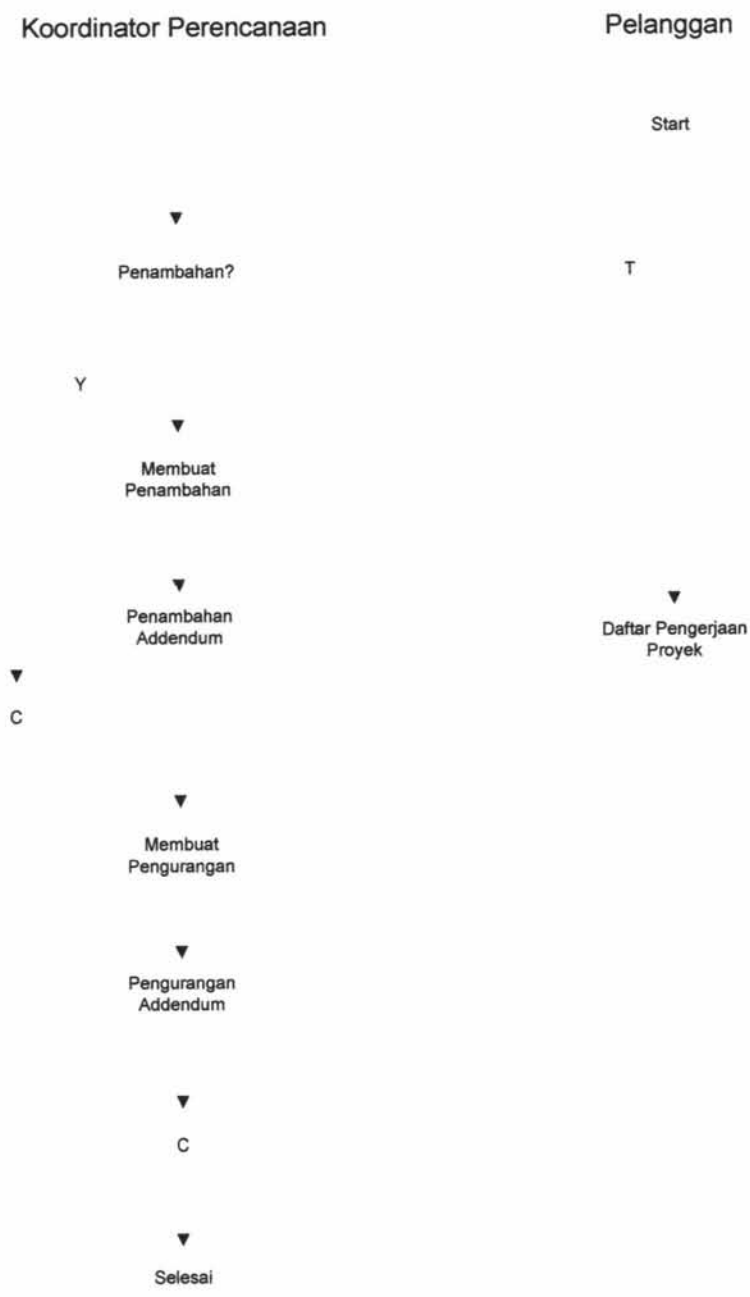 Koordinator Perencanaan
Pelanggan
Start
Penambahan?
T
Y
Membuat
Penambahan
Penambahan
Addendum
Daftar Pengerjaan
Proyek
C
Membuat
Pengurangan
Pengurangan
Addendum
C
Selesai